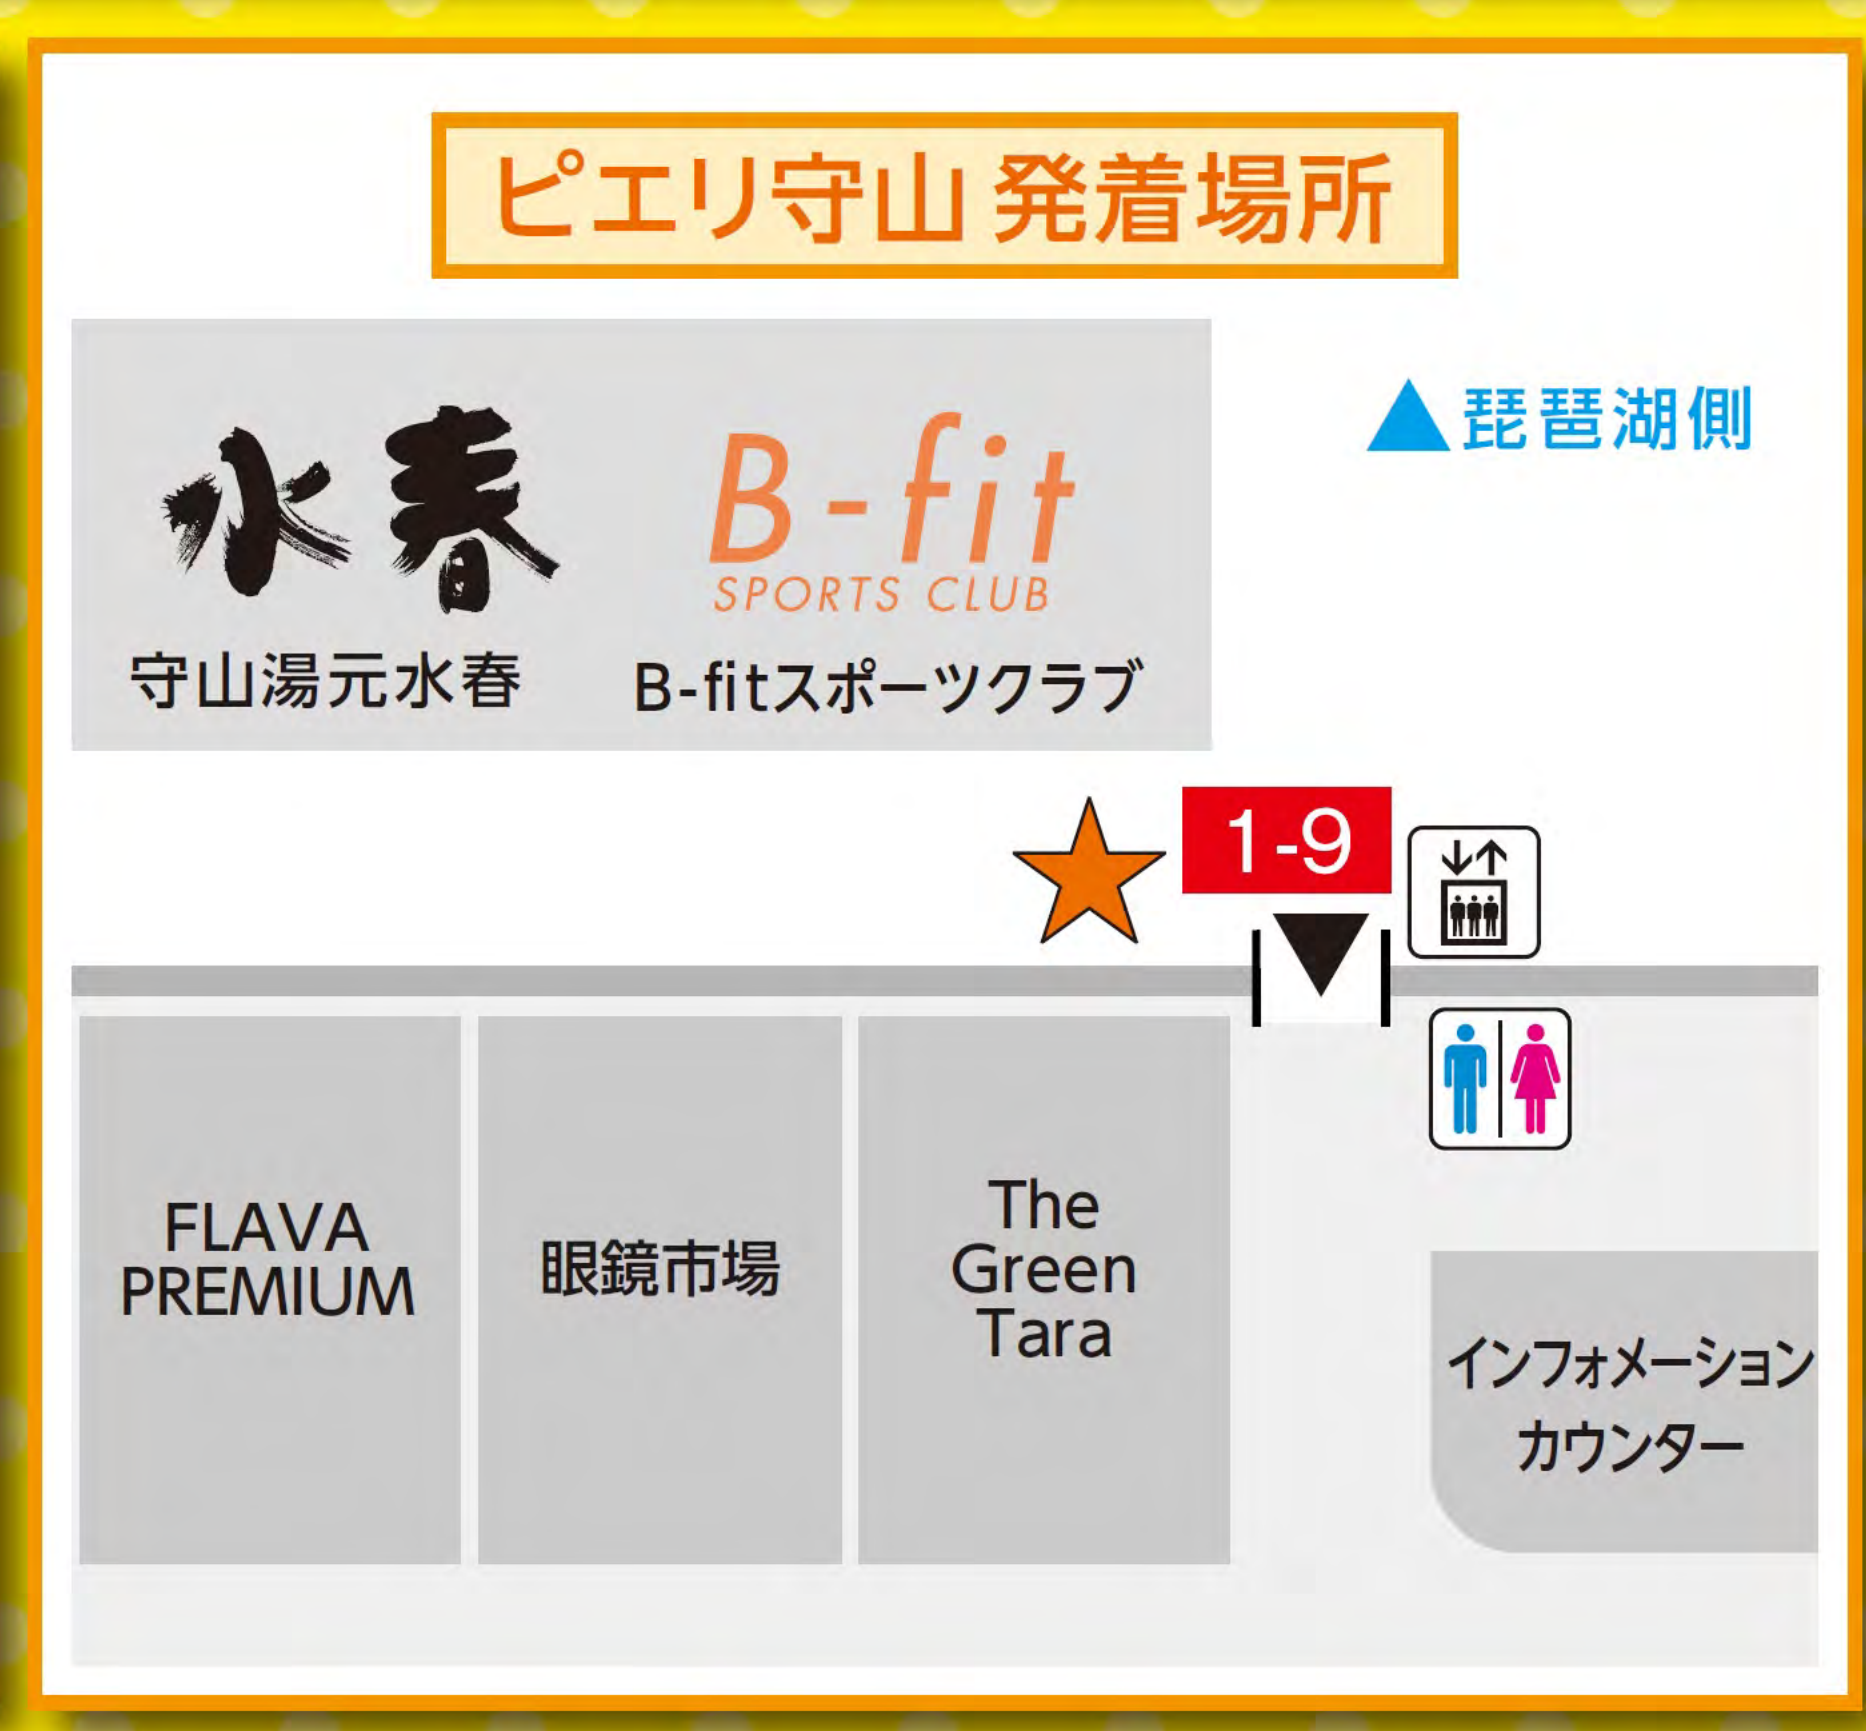 ピエリ守山 発着場所
▲琵琶湖側
水春
B-fit
SPORTS CLUB
守山湯元水春
B-fitスポーツクラブ
1-9
FLAVA
PREMIUM
眼鏡市場
The
Green
Tara
インフォメーション
カウンター